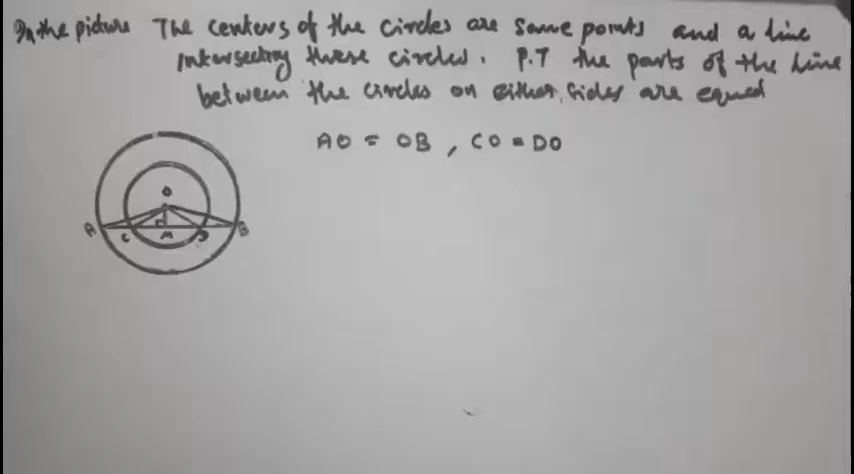 In the picture The centers of the circles are same points and a line
intersecting these circles. P.T the parts of the line
between the circles on either sides are equal
AO = OB, CO = DO
O
A C M D B